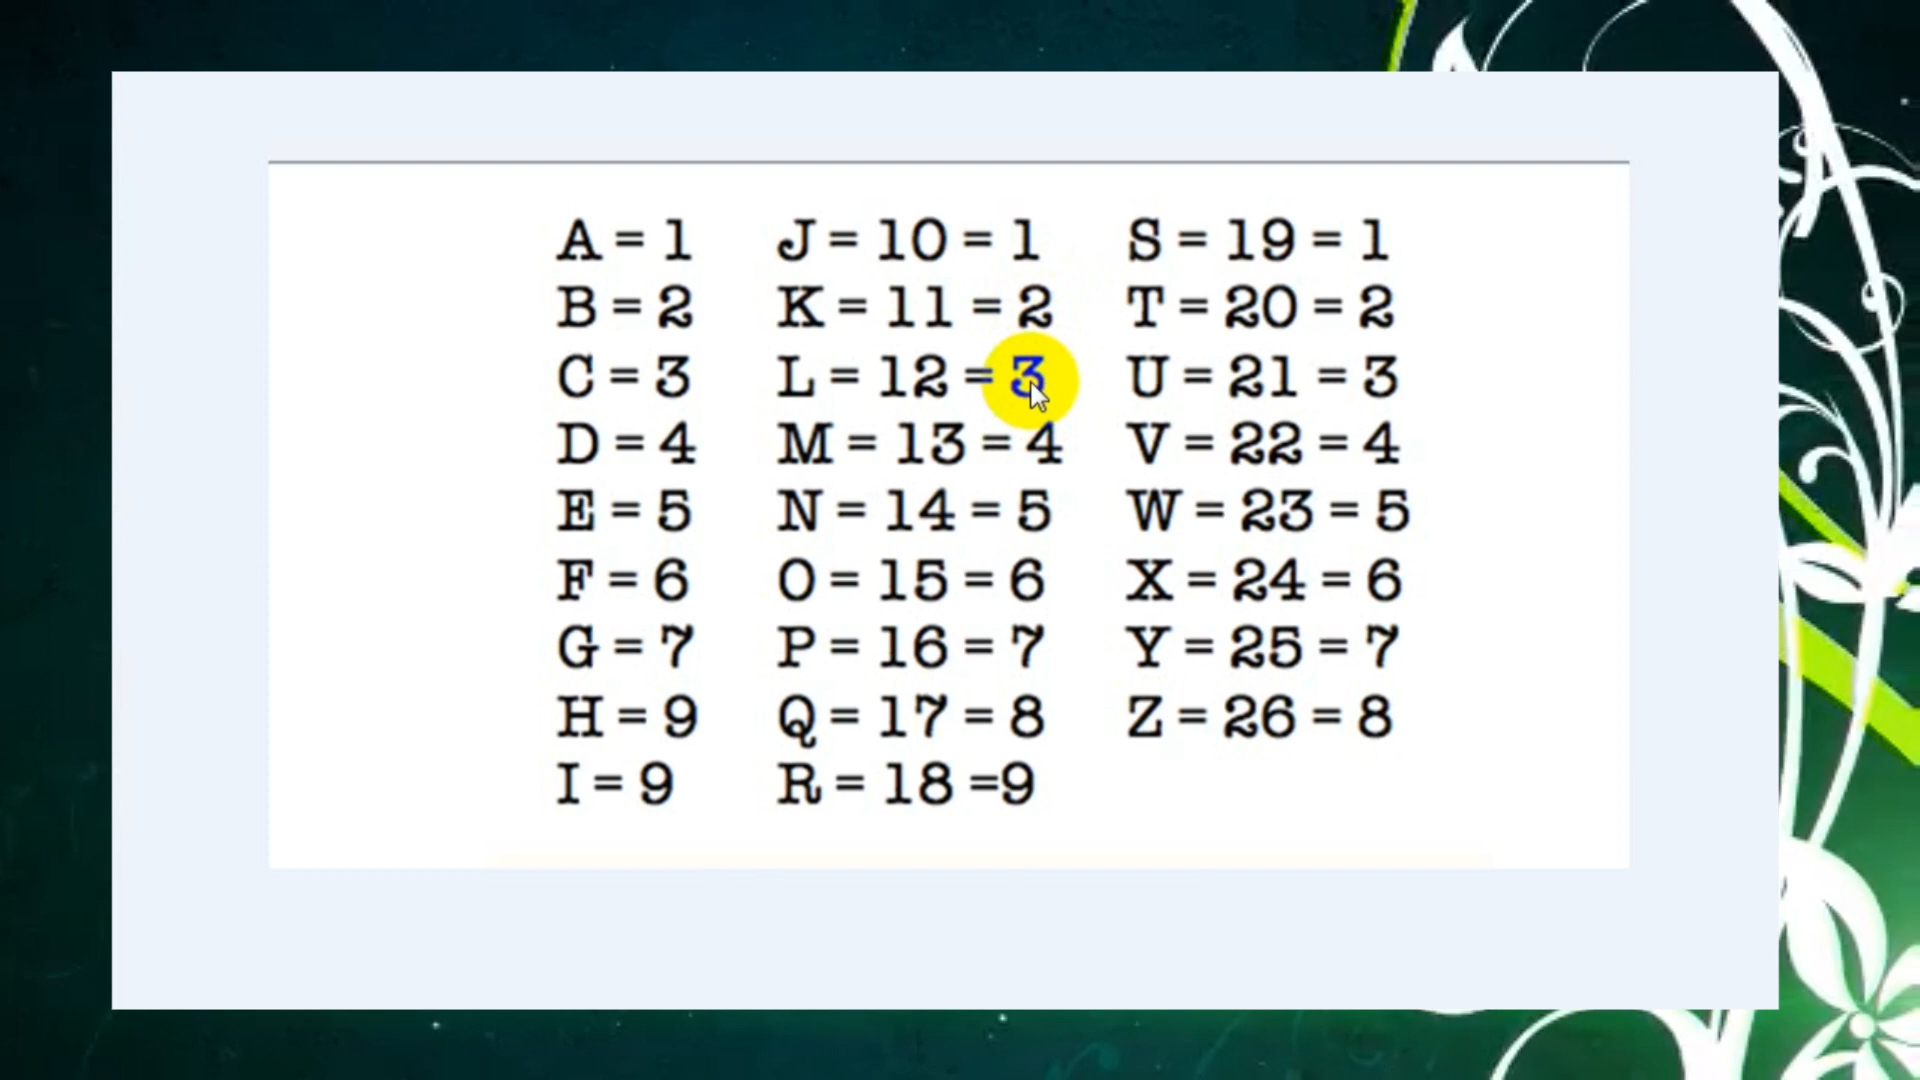 A = 1 J = 10 = 1 S = 19 = 1
B = 2 K = 11 = 2 T = 20 = 2
C = 3 L = 12 = 3 U = 21 = 3
D = 4 M = 13 = 4 V = 22 = 4
E = 5 N = 14 = 5 W = 23 = 5
F = 6 O = 15 = 6 X = 24 = 6
G = 7 P = 16 = 7 Y = 25 = 7
H = 9 Q = 17 = 8 Z = 26 = 8
I = 9 R = 18 =9